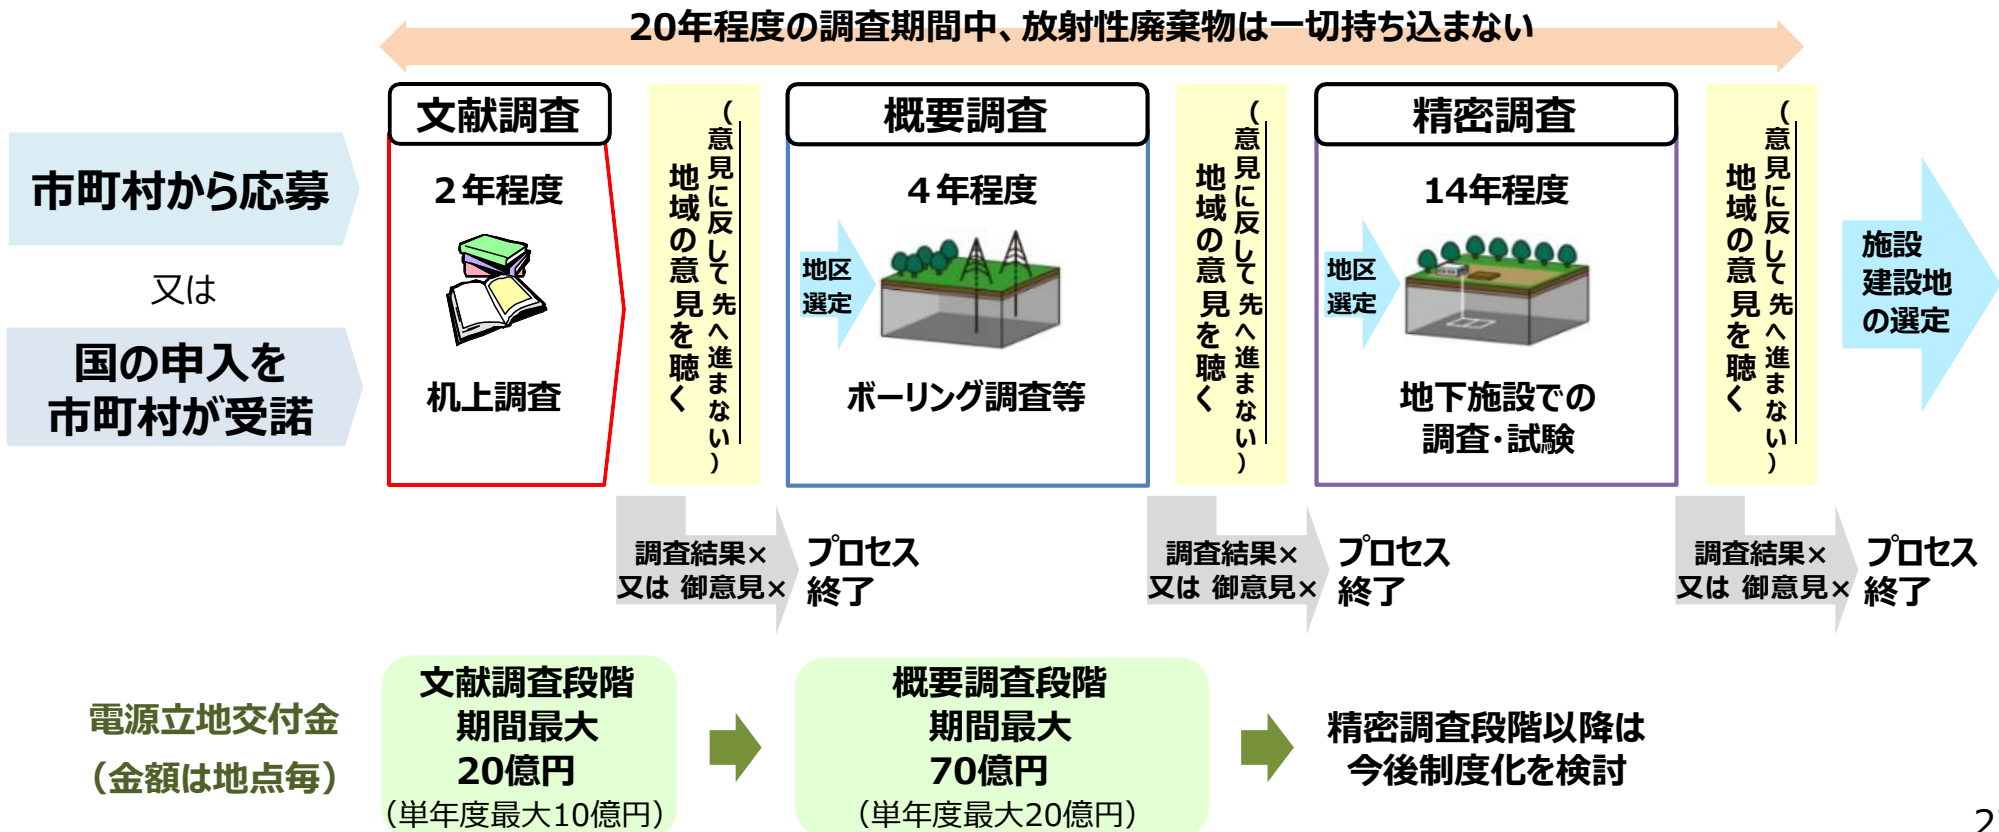 20年程度の調査期間中、放射性廃棄物は一切持ち込まない
市町村から応募
又は
国の申入を
市町村が受諾
文献調査
2年程度
机上調査
地域の意見を聴く
（意見に反して先へ進まない）
概要調査
4年程度
地区
選定
ボーリング調査等
地域の意見を聴く
（意見に反して先へ進まない）
精密調査
14年程度
地区
選定
地下施設での
調査・試験
地域の意見を聴く
（意見に反して先へ進まない）
施設
建設地
の選定
調査結果×
又は 御意見×
プロセス
終了
調査結果×
又は 御意見×
プロセス
終了
調査結果×
又は 御意見×
プロセス
終了
電源立地交付金
（金額は地点毎）
文献調査段階
期間最大
20億円
（単年度最大10億円）
概要調査段階
期間最大
70億円
（単年度最大20億円）
精密調査段階以降は
今後制度化を検討